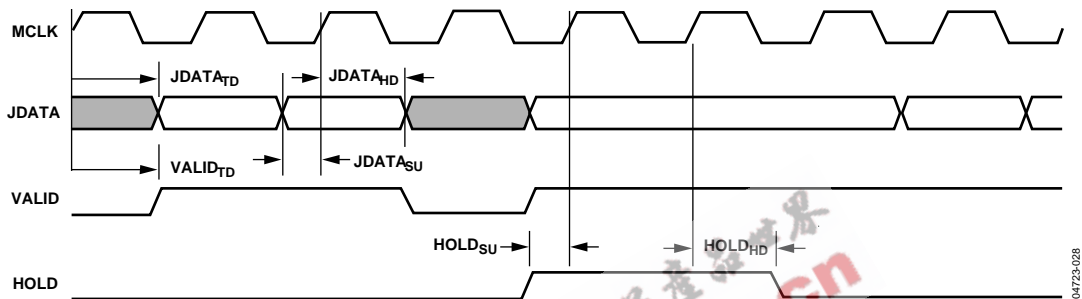 MCLK
JDATA_TD
JDATA_HD
JDATA
VALID_TD
JDATA_SU
VALID
HOLD_SU
HOLD_HD
HOLD
04723-028